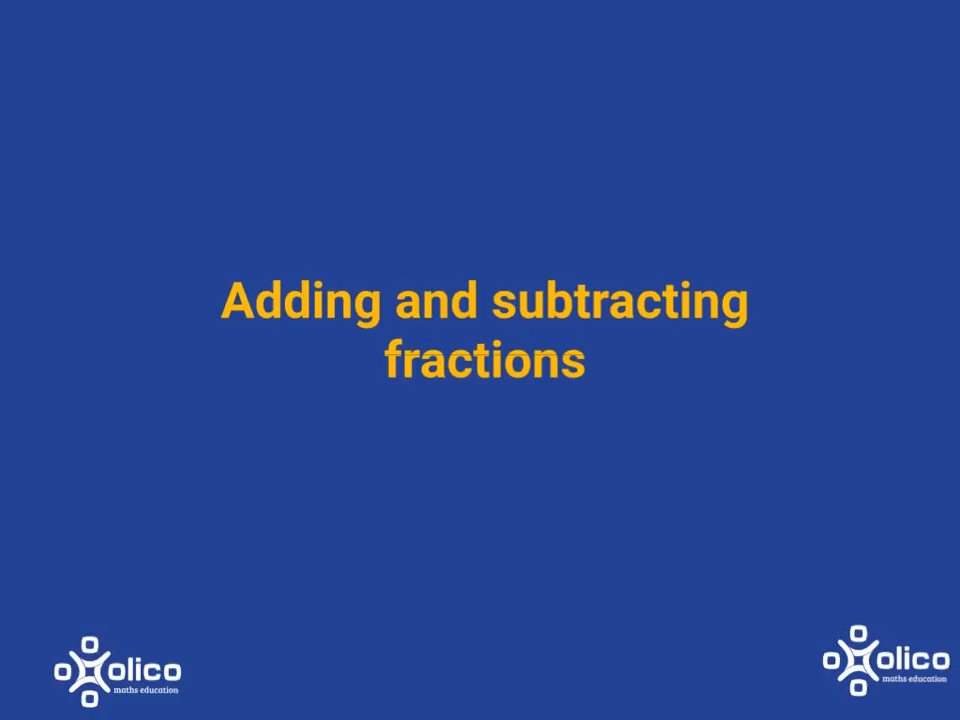 Adding and subtracting
fractions
olico
maths education
olico
maths education